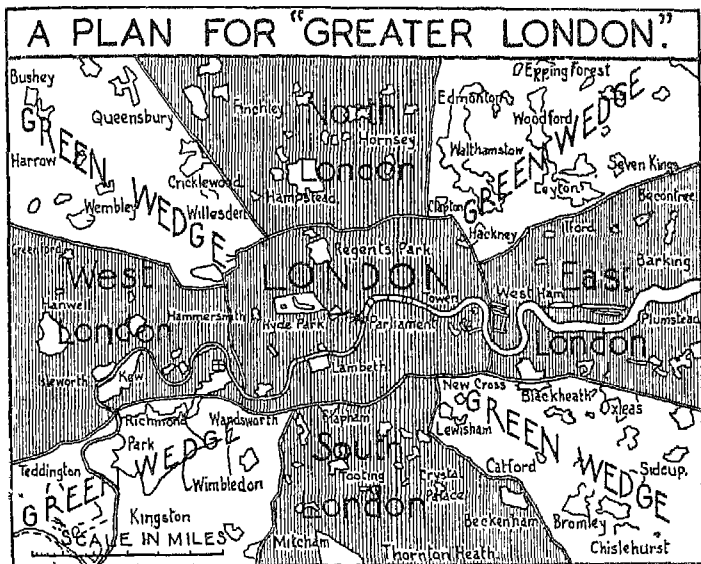 A PLAN FOR "GREATER LONDON."
Bushey
Queensbury
GREEN WEDGE
Harrow
Cricklewood
Wembley
Willesden
Finchley
North London
Hornsey
Hampstead
Epping Forest
Edmonton
Woodford
GREEN WEDGE
Walthamstow
Seven Kings
Leyton
Clapton
Hackney
Becontree
Ilford
Greenford
West London
Hanwell
Hammersmith
Isleworth
Kew
Regents Park
LONDON
Hyde Park
Parliament
Tower
Lambeth
West Ham
East London
Barking
Plumstead
Richmond Park
Wandsworth
GREEN WEDGE
Teddington
Wimbledon
Kingston
SCALE IN MILES
Clapham
South London
Tooting
Crystal Palace
Mitcham
Thornton Heath.
New Cross
Blackheath
Oxleas
Lewisham
GREEN WEDGE
Catford
Sidcup.
Beckenham
Bromley
Chislehurst